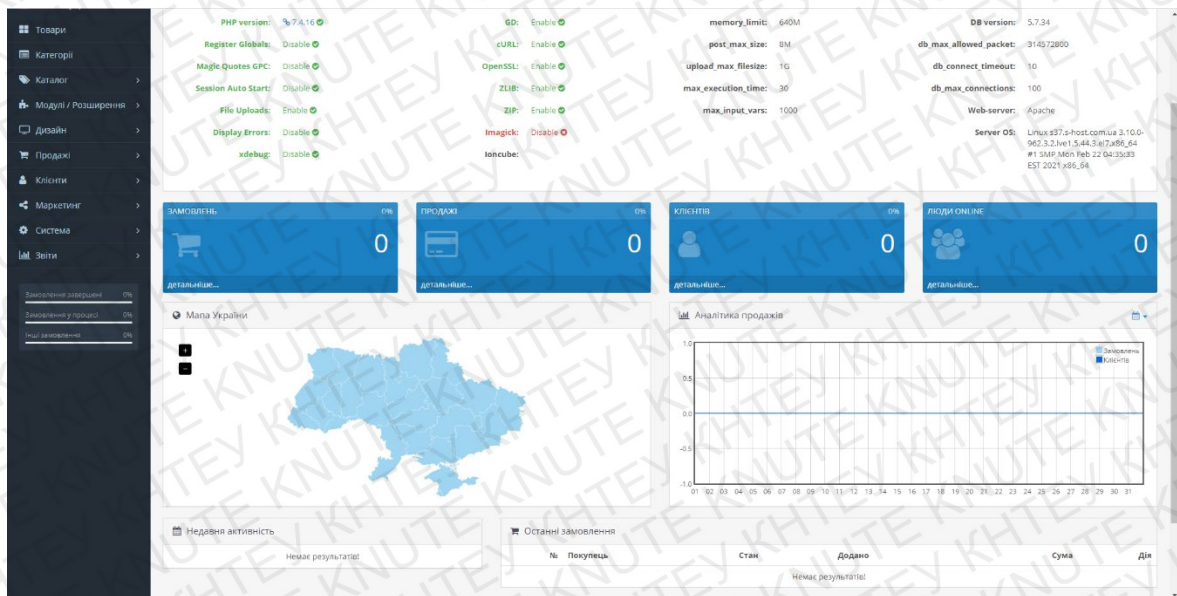 Товари
Категорії
Каталог
Модулі / Розширення
Дизайн
Продажі
Клієнти
Маркетинг
Система
Звіти
Замовлення завершені 0%
Замовлення у процесі 0%
Інші замовлення 0%
PHP version: 7.4.16
Register Globals: Disable
Magic Quotes GPC: Disable
Session Auto Start: Disable
File Uploads: Enable
Display Errors: Disable
xdebug: Disable
GD: Enable
cURL: Enable
OpenSSL: Enable
ZLIB: Enable
ZIP: Enable
Imagick: Disable
Ioncube:
memory_limit: 640M
post_max_size: 8M
upload_max_filesize: 1G
max_execution_time: 30
max_input_vars: 1000
DB version: 5.7.34
db_max_allowed_packet: 314572800
db_connect_timeout: 10
db_max_connections: 100
Web-server: Apache
Server OS: Linux s37.s-host.com.ua 3.10.0-
962.3.2.lve1.5.44.3.el7.x86_64
#1 SMP Mon Feb 22 04:35:33
EST 2021 x86_64
ЗАМОВЛЕНЬ 0%
0
детальніше...
ПРОДАЖІ 0%
0
детальніше...
КЛІЄНТІВ 0%
0
детальніше...
ЛЮДИ ONLINE
0
детальніше...
Мапа України
+
-
Аналітика продажів
Замовлень
Клієнтів
1.0
0.5
0.0
-0.5
-1.0
01 02 03 04 05 06 07 08 09 10 11 12 13 14 15 16 17 18 19 20 21 22 23 24 25 26 27 28 29 30 31
Недавня активність
Немає результатів!
Останні замовлення
№ Покупець Стан Додано Сума Дія
Немає результатів!
KNUTE KHTEY